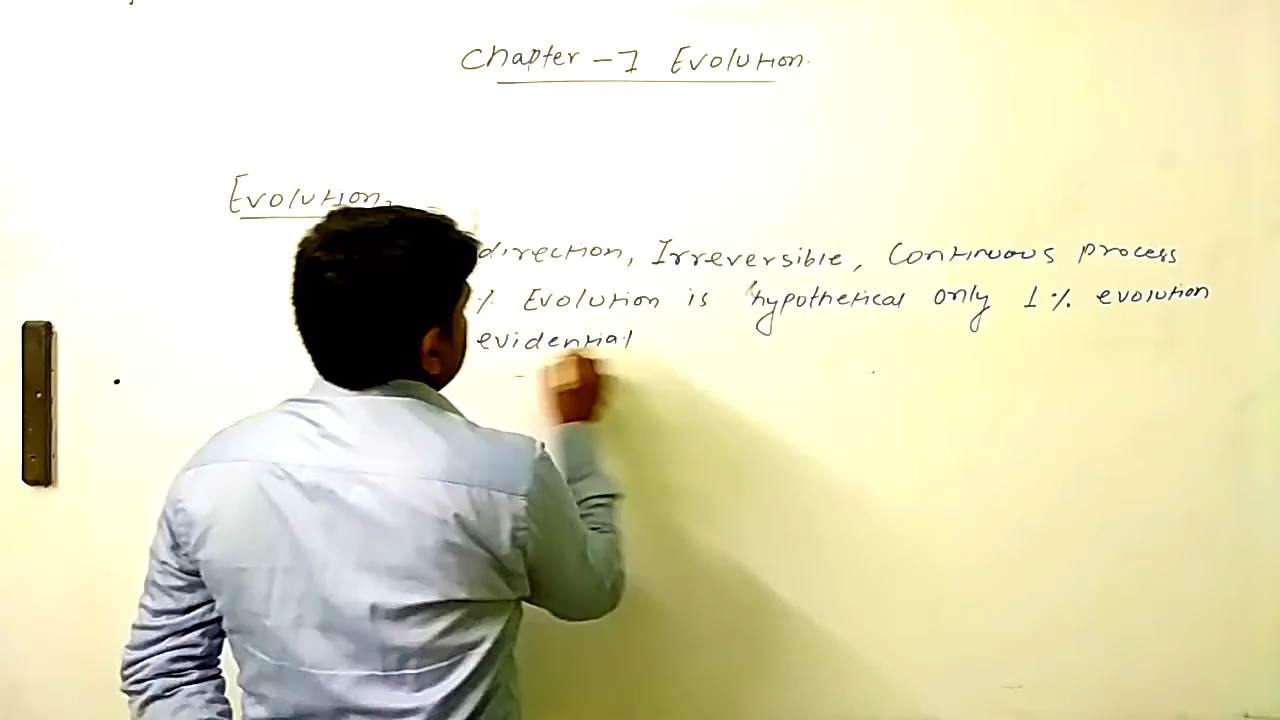 Chapter - 7 Evolution.
Evolution
direction, Irreversible, Continuous process
% Evolution is hypothetical only 1% evolution
evidential